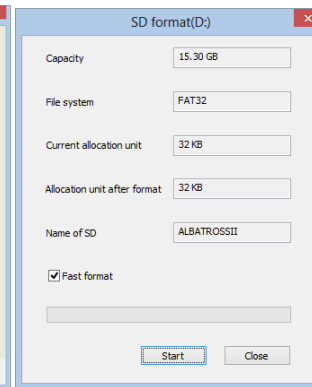 SD format(D:)
Capacity 15.30 GB
File system FAT32
Current allocation unit 32 KB
Allocation unit after format 32 KB
Name of SD ALBATROSSII
Fast format
Start Close